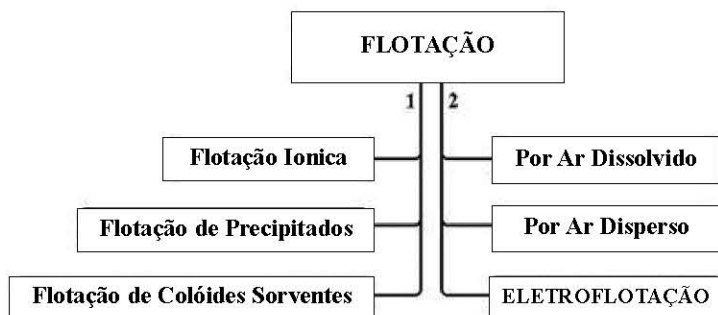 FLOTAÇÃO
1 2
Flotação Ionica
Por Ar Dissolvido
Flotação de Precipitados
Por Ar Disperso
Flotação de Colóides Sorventes
ELETROFLOTAÇÃO